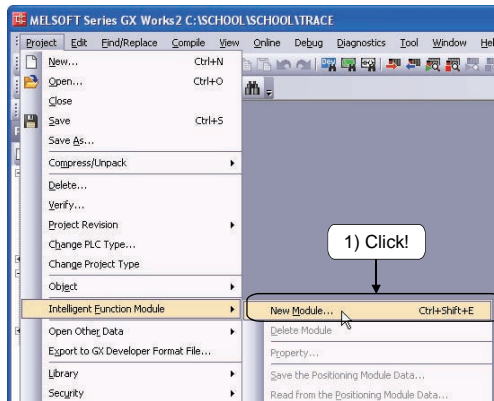 MELSOFT Series GX Works2 C:\SCHOOL\SCHOOL\TRACE
Project Edit Find/Replace Compile View Online Debug Diagnostics Tool Window
New... Ctrl+N
Open... Ctrl+O
Close
Save Ctrl+S
Save As...
Compress/Unpack
Delete...
Verify...
Project Revision
Change PLC Type...
Change Project Type
Object
Intelligent Function Module
Open Other Data
Export to GX Developer Format File...
Library
Security
1) Click!
New Module... Ctrl+Shift+E
Delete Module
Property...
Save the Positioning Module Data...
Read from the Positioning Module Data...